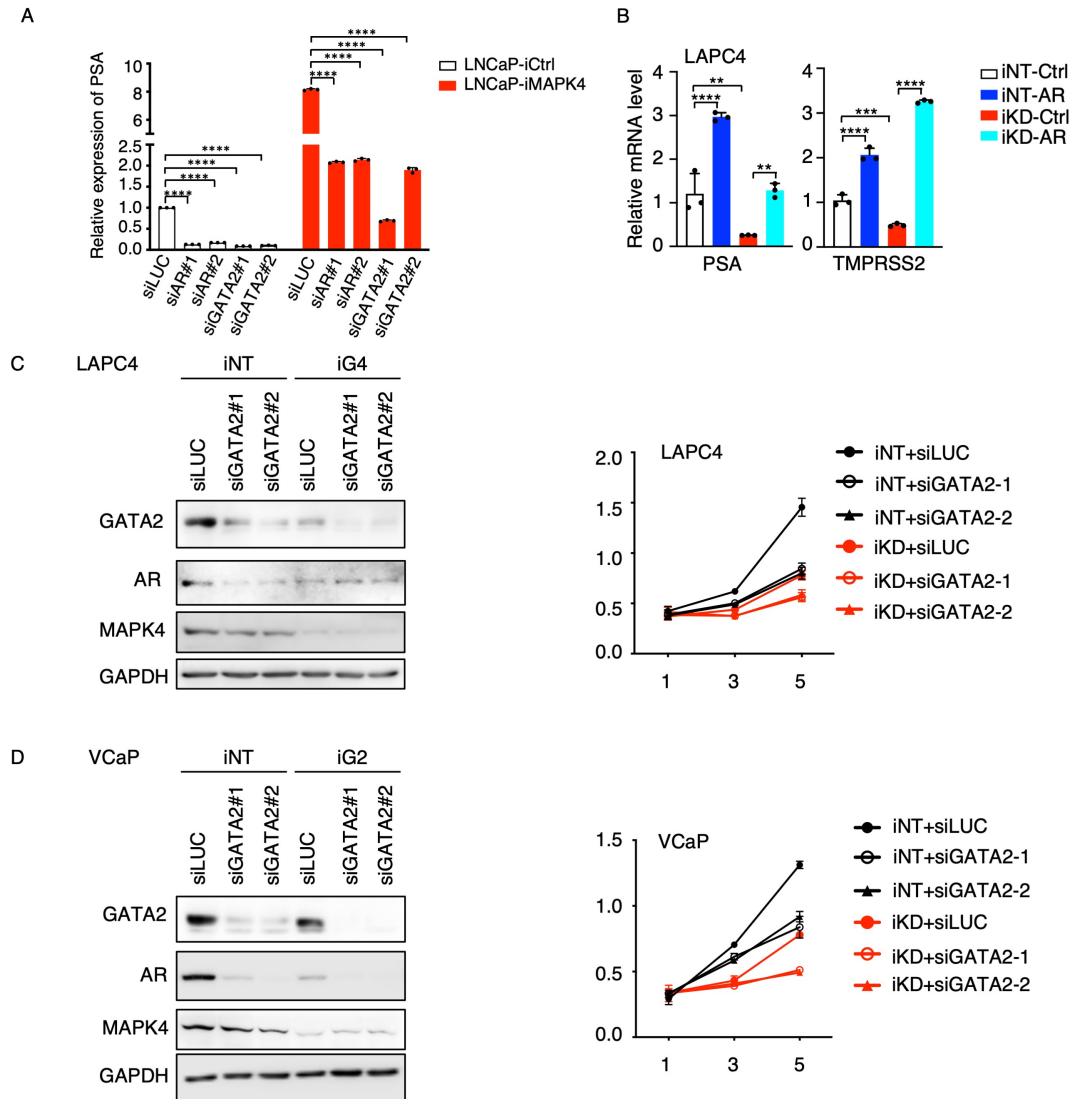 A
Relative expression of PSA
10
8
6
2.5
2.0
1.5
1.0
0.5
0.0
****
****
****
****
****
****
****
****
siLUC
siAR#1
siAR#2
siGATA2#1
siGATA2#2
siLUC
siAR#1
siAR#2
siGATA2#1
siGATA2#2
LNCaP-iCtrl
LNCaP-iMAPK4
B
LAPC4
Relative mRNA level
4
3
2
1
0
**
****
**
PSA
4
3
2
1
0
****
***
****
TMPRSS2
iNT-Ctrl
iNT-AR
iKD-Ctrl
iKD-AR
C
LAPC4
iNT
iG4
siLUC
siGATA2#1
siGATA2#2
siLUC
siGATA2#1
siGATA2#2
GATA2
AR
MAPK4
GAPDH
LAPC4
2.0
1.5
1.0
0.5
0.0
1
3
5
iNT+siLUC
iNT+siGATA2-1
iNT+siGATA2-2
iKD+siLUC
iKD+siGATA2-1
iKD+siGATA2-2
D
VCaP
iNT
iG2
siLUC
siGATA2#1
siGATA2#2
siLUC
siGATA2#1
siGATA2#2
GATA2
AR
MAPK4
GAPDH
VCaP
1.5
1.0
0.5
0.0
1
3
5
iNT+siLUC
iNT+siGATA2-1
iNT+siGATA2-2
iKD+siLUC
iKD+siGATA2-1
iKD+siGATA2-2